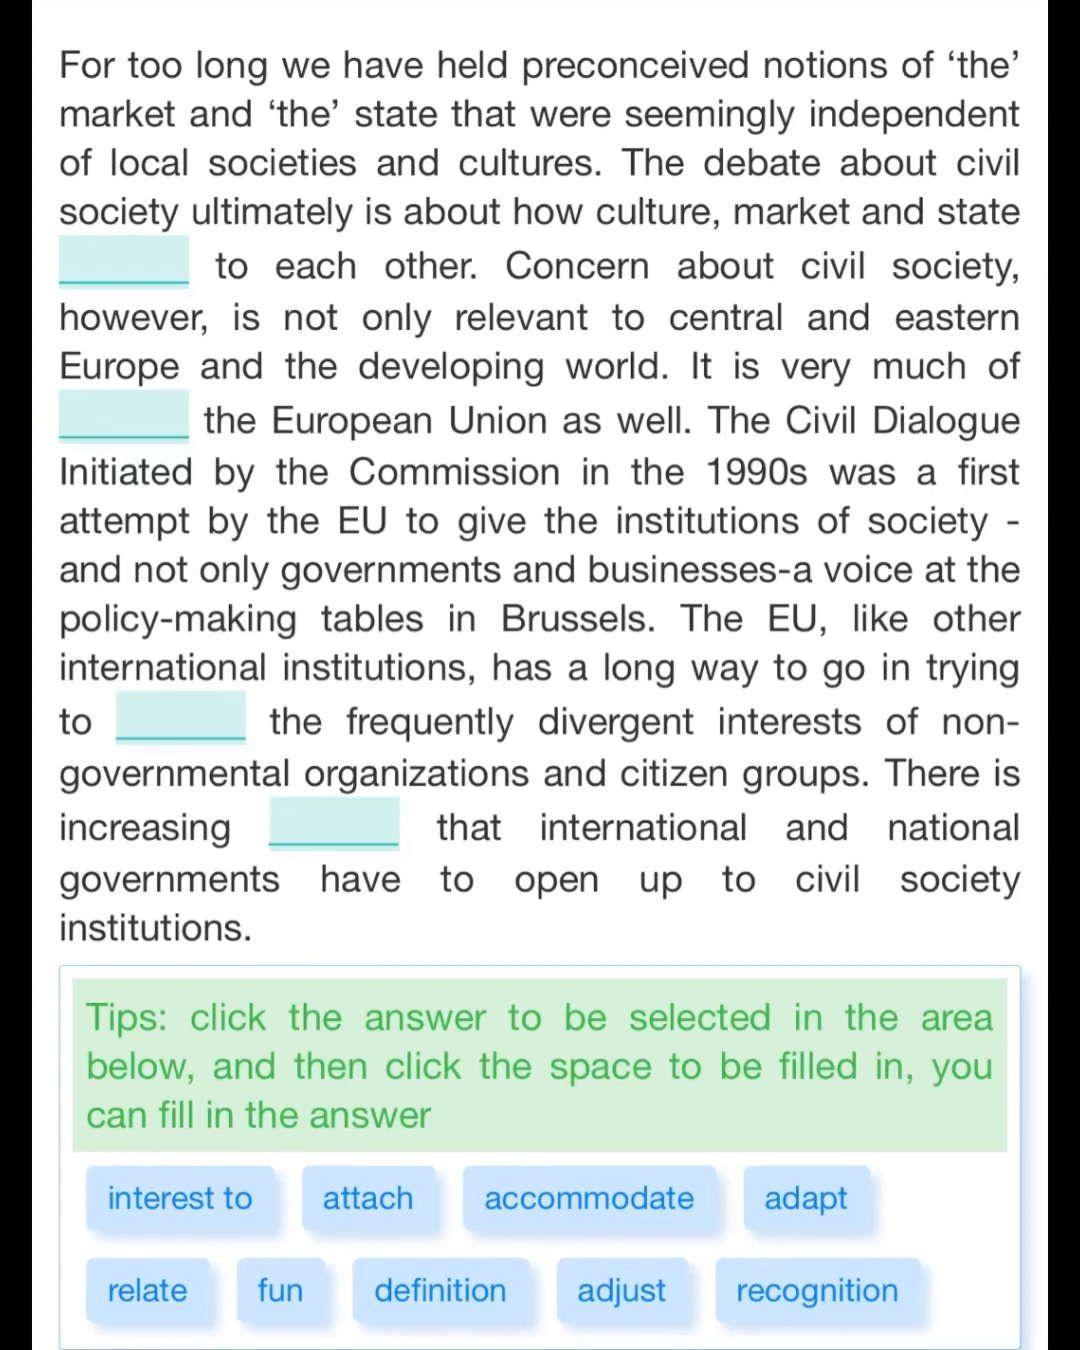 For too long we have held preconceived notions of ‘the’
market and ‘the’ state that were seemingly independent
of local societies and cultures. The debate about civil
society ultimately is about how culture, market and state
to each other. Concern about civil society,
however, is not only relevant to central and eastern
Europe and the developing world. It is very much of
the European Union as well. The Civil Dialogue
Initiated by the Commission in the 1990s was a first
attempt by the EU to give the institutions of society -
and not only governments and businesses-a voice at the
policy-making tables in Brussels. The EU, like other
international institutions, has a long way to go in trying
to the frequently divergent interests of non-
governmental organizations and citizen groups. There is
increasing that international and national
governments have to open up to civil society
institutions.
Tips: click the answer to be selected in the area
below, and then click the space to be filled in, you
can fill in the answer
interest to attach accommodate adapt
relate fun definition adjust recognition